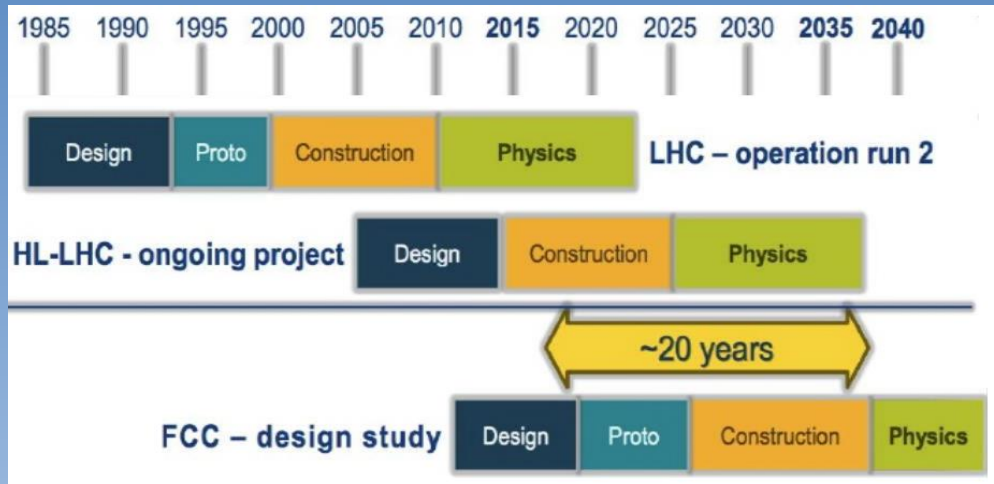 1985 1990 1995 2000 2005 2010 2015 2020 2025 2030 2035 2040
Design Proto Construction Physics LHC – operation run 2
HL-LHC - ongoing project Design Construction Physics
~20 years
FCC – design study Design Proto Construction Physics